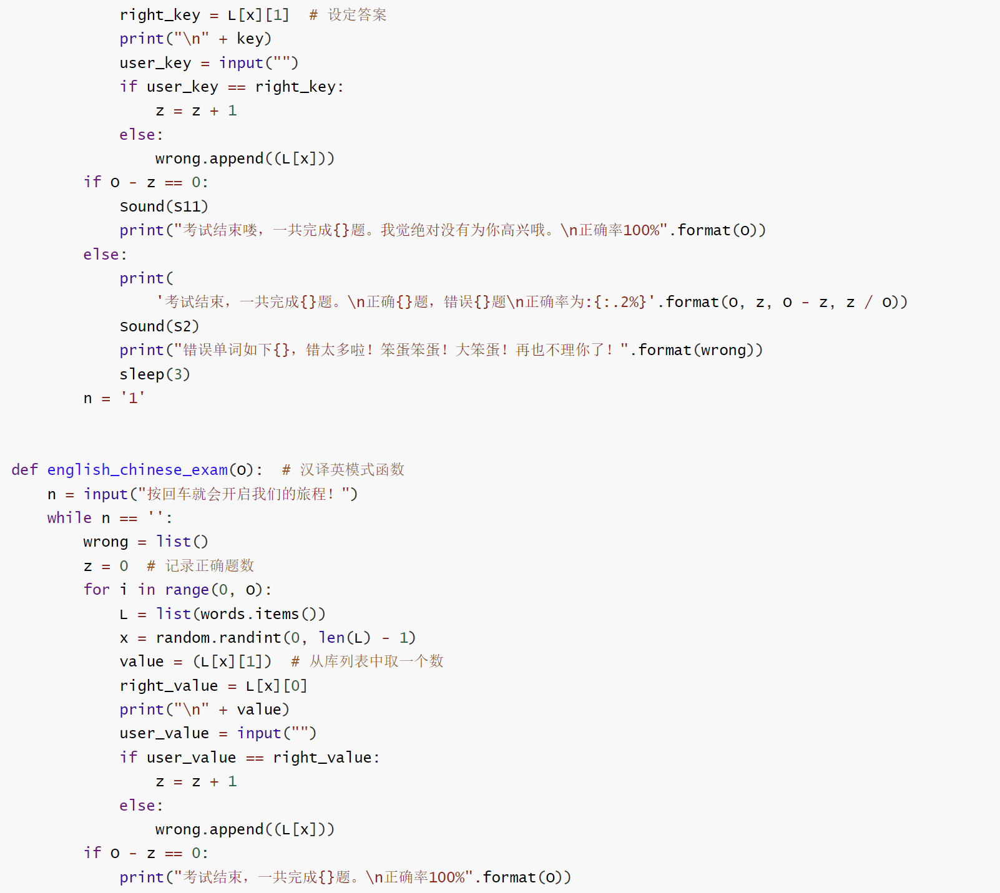 right_key = L[x][1]  # 设定答案
            print("\n" + key)
            user_key = input("")
            if user_key == right_key:
                z = z + 1
            else:
                wrong.append((L[x]))
        if O - z == 0:
            Sound(S11)
            print("考试结束喽，一共完成{}题。我觉绝对没有为你高兴哦。\n正确率100%".format(O))
        else:
            print(
                '考试结束，一共完成{}题。\n正确{}题，错误{}题\n正确率为:{:.2%}'.format(O, z, O - z, z / O))
            Sound(S2)
            print("错误单词如下{}，错太多啦！笨蛋笨蛋！大笨蛋！再也不理你了！".format(wrong))
            sleep(3)
        n = '1'


def english_chinese_exam(O):  # 汉译英模式函数
    n = input("按回车就会开启我们的旅程！")
    while n == '':
        wrong = list()
        z = 0  # 记录正确题数
        for i in range(0, O):
            L = list(words.items())
            x = random.randint(0, len(L) - 1)
            value = (L[x][1])  # 从库列表中取一个数
            right_value = L[x][0]
            print("\n" + value)
            user_value = input("")
            if user_value == right_value:
                z = z + 1
            else:
                wrong.append((L[x]))
        if O - z == 0:
            print("考试结束，一共完成{}题。\n正确率100%".format(O))